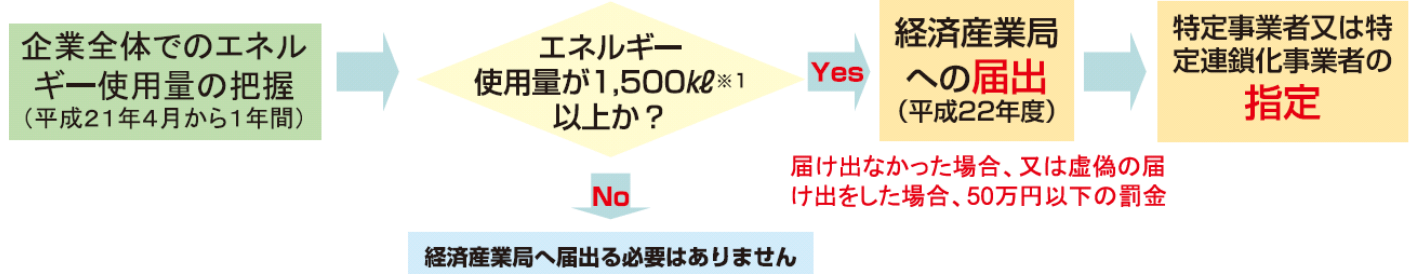 企業全体でのエネル
ギー使用量の把握
（平成21年4月から1年間）
エネルギー
使用量が1,500㎘※1
以上か？
Yes
経済産業局
への届出
（平成22年度）
特定事業者又は特
定連鎖化事業者の
指定
届け出なかった場合、又は虚偽の届
け出をした場合、50万円以下の罰金
No
経済産業局へ届出る必要はありません